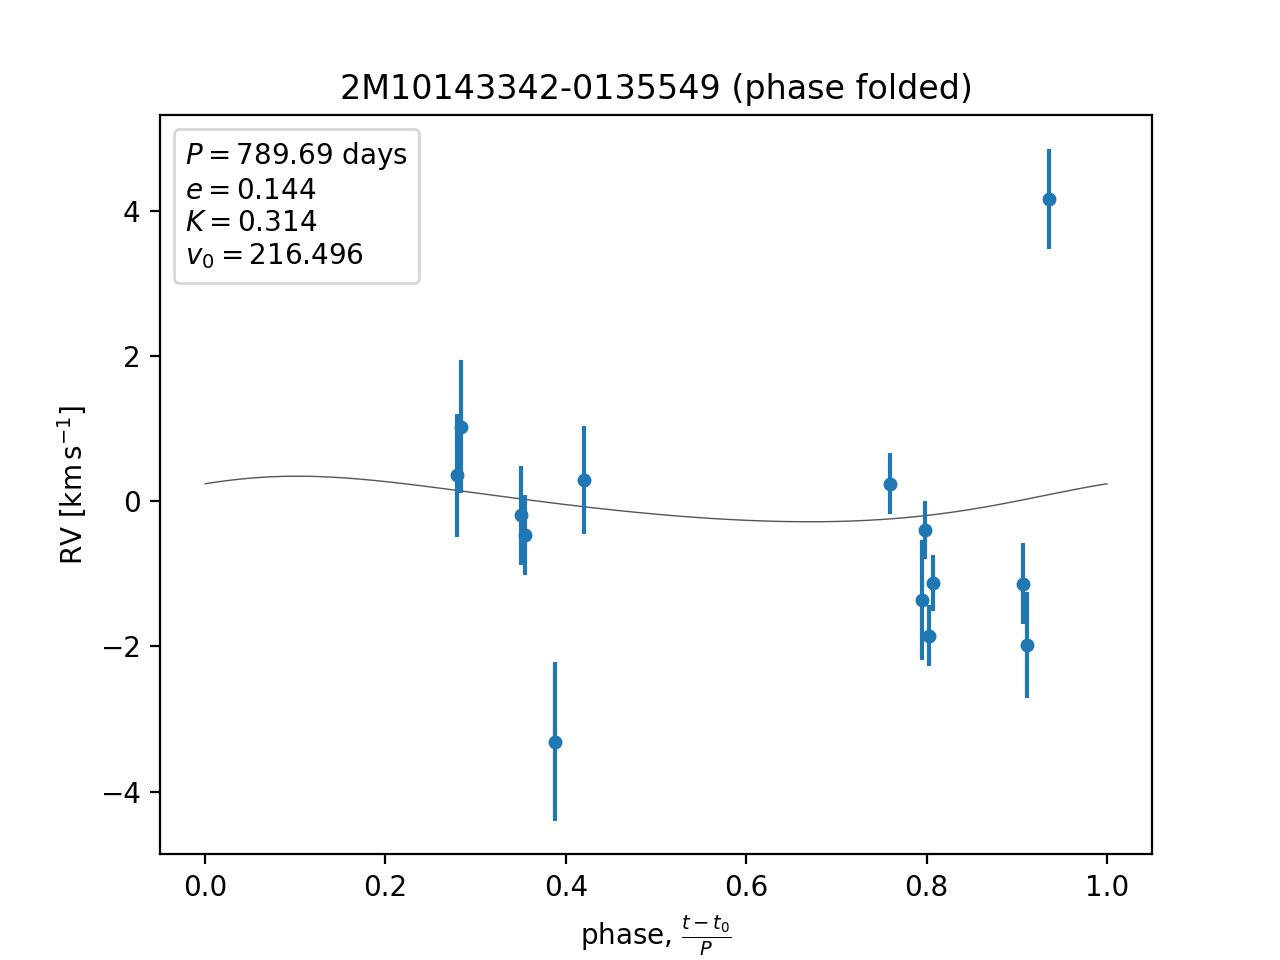 2M10143342-0135549 (phase folded)
P = 789.69 days
e = 0.144
K = 0.314
v₀ = 216.496
4
2
0
−2
−4
RV [km s⁻¹]
0.0 0.2 0.4 0.6 0.8 1.0
phase, (t − t₀)/P